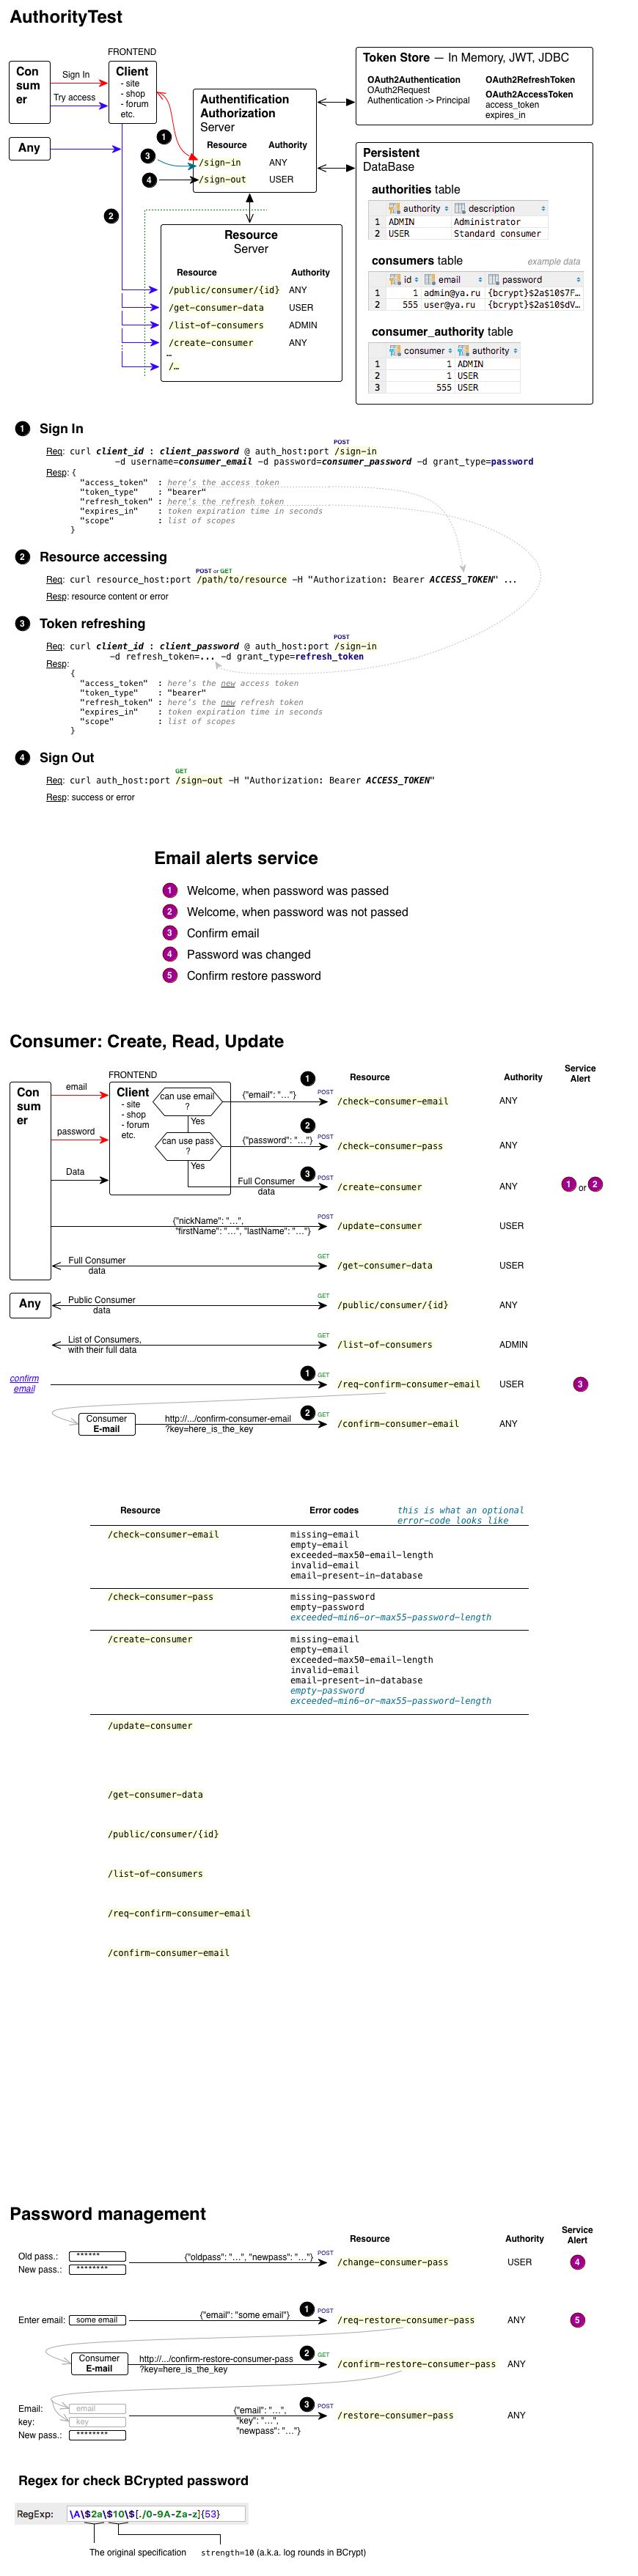 AuthorityTest
FRONTEND
Con
sum
er
Sign In
Try access
Client
- site
- shop
- forum
etc.
Any
1
3
4
2
Authentification
Authorization
Server
Resource Authority
/sign-in ANY
/sign-out USER
Resource
Server
Resource Authority
/public/consumer/{id} ANY
/get-consumer-data USER
/list-of-consumers ADMIN
/create-consumer ANY
…
/…
Token Store — In Memory, JWT, JDBC
OAuth2Authentication
OAuth2Request
Authentication -> Principal
OAuth2RefreshToken
OAuth2AccessToken
access_token
expires_in
Persistent
DataBase
authorities table
authority description
1 ADMIN Administrator
2 USER Standard consumer
consumers table example data
id email password
1 1 admin@ya.ru {bcrypt}$2a$10$7F…
2 555 user@ya.ru {bcrypt}$2a$10$dV…
consumer_authority table
consumer authority
1 1 ADMIN
2 1 USER
3 555 USER
1 Sign In
POST
Req: curl client_id : client_password @ auth_host:port /sign-in
-d username=consumer_email -d password=consumer_password -d grant_type=password
Resp: {
"access_token" : here's the access token
"token_type" : "bearer"
"refresh_token" : here's the refresh token
"expires_in" : token expiration time in seconds
"scope" : list of scopes
}
2 Resource accessing
POST or GET
Req: curl resource_host:port /path/to/resource -H "Authorization: Bearer ACCESS_TOKEN" ...
Resp: resource content or error
3 Token refreshing
POST
Req: curl client_id : client_password @ auth_host:port /sign-in
-d refresh_token=... -d grant_type=refresh_token
Resp:
{
"access_token" : here's the new access token
"token_type" : "bearer"
"refresh_token" : here's the new refresh token
"expires_in" : token expiration time in seconds
"scope" : list of scopes
}
4 Sign Out
GET
Req: curl auth_host:port /sign-out -H "Authorization: Bearer ACCESS_TOKEN"
Resp: success or error
Email alerts service
1 Welcome, when password was passed
2 Welcome, when password was not passed
3 Confirm email
4 Password was changed
5 Confirm restore password
Consumer: Create, Read, Update
FRONTEND
Resource Authority Service
Alert
Con
sum
er
email
password
Data
Client
- site
- shop
- forum
etc.
can use email
?
Yes
can use pass
?
Yes
{"email": "…"} 1 POST /check-consumer-email ANY
{"password": "…"} 2 POST /check-consumer-pass ANY
Full Consumer
data 3 POST /create-consumer ANY 1 or 2
{"nickName": "…",
"firstName": "…", "lastName": "…"} POST /update-consumer USER
Full Consumer
data GET /get-consumer-data USER
Any Public Consumer
data GET /public/consumer/{id} ANY
List of Consumers,
with their full data GET /list-of-consumers ADMIN
confirm
email 1 GET /req-confirm-consumer-email USER 3
Consumer
E-mail
http://.../confirm-consumer-email
?key=here_is_the_key 2 GET /confirm-consumer-email ANY
Resource Error codes this is what an optional
error-code looks like
/check-consumer-email missing-email
empty-email
exceeded-max50-email-length
invalid-email
email-present-in-database
/check-consumer-pass missing-password
empty-password
exceeded-min6-or-max55-password-length
/create-consumer missing-email
empty-email
exceeded-max50-email-length
invalid-email
email-present-in-database
empty-password
exceeded-min6-or-max55-password-length
/update-consumer
/get-consumer-data
/public/consumer/{id}
/list-of-consumers
/req-confirm-consumer-email
/confirm-consumer-email
Password management
Resource Authority Service
Alert
Old pass.: ******
New pass.: ********
{"oldpass": "…", "newpass": "…"} POST /change-consumer-pass USER 4
Enter email: some email {"email": "some email"} 1 POST /req-restore-consumer-pass ANY 5
Consumer
E-mail
http://.../confirm-restore-consumer-pass
?key=here_is_the_key 2 GET /confirm-restore-consumer-pass ANY
Email: email
key: key
New pass.: ********
{"email": "…",
"key": "…",
"newpass": "…"} 3 POST /restore-consumer-pass ANY
Regex for check BCrypted password
RegExp: \A\$2a\$10\$[./0-9A-Za-z]{53}
The original specification strength=10 (a.k.a. log rounds in BCrypt)